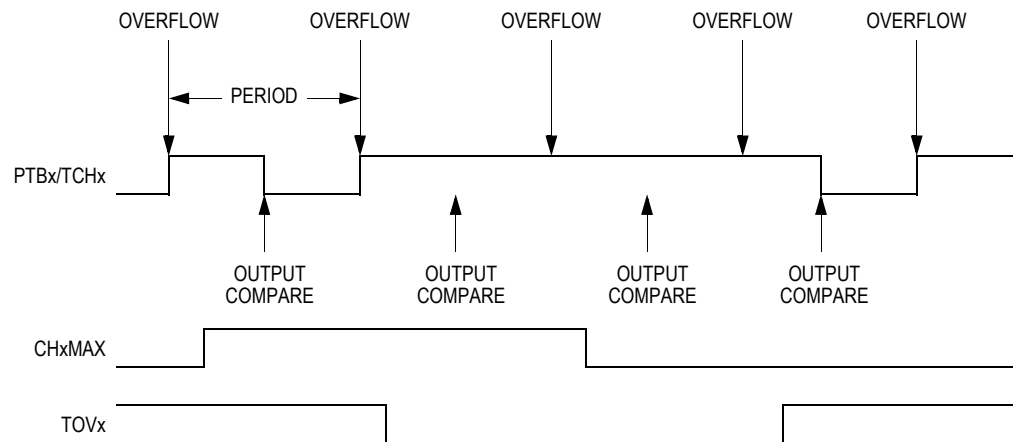 OVERFLOW OVERFLOW OVERFLOW OVERFLOW OVERFLOW
PERIOD
PTBx/TCHx
OUTPUT COMPARE
OUTPUT COMPARE
OUTPUT COMPARE
OUTPUT COMPARE
CHxMAX
TOVx